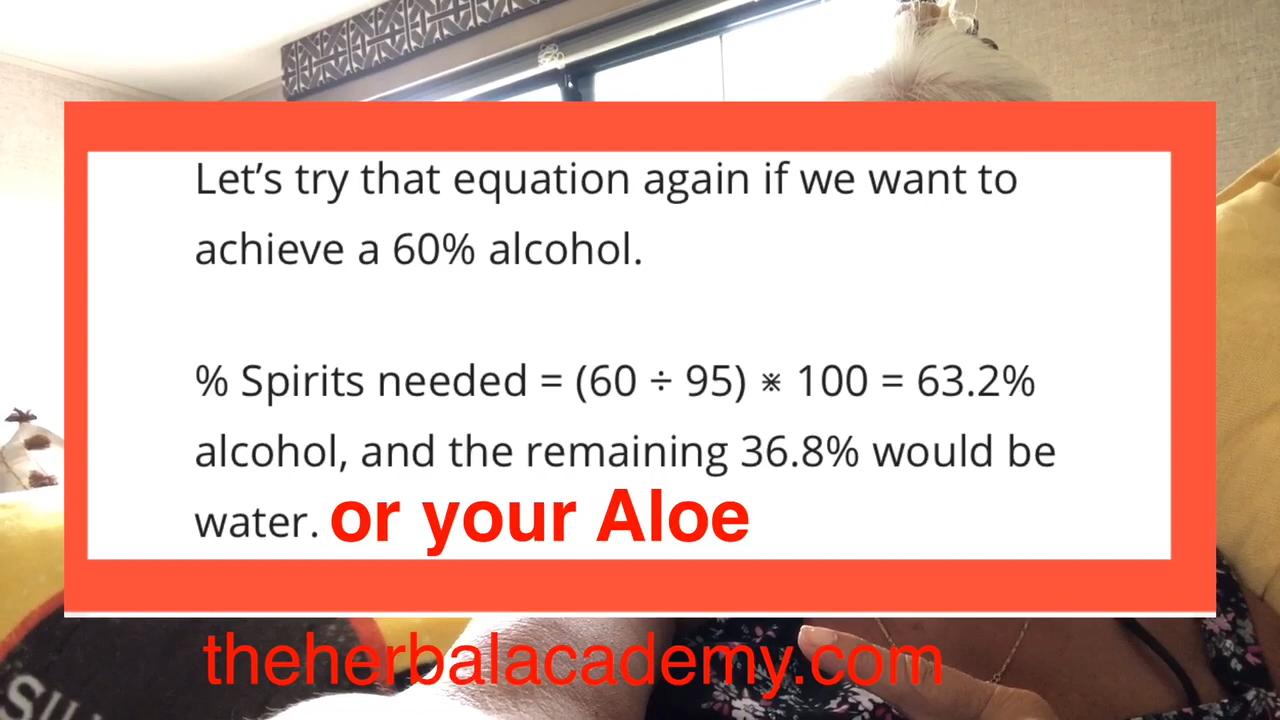 Let’s try that equation again if we want to
achieve a 60% alcohol.
% Spirits needed = (60 ÷ 95) * 100 = 63.2%
alcohol, and the remaining 36.8% would be
water. or your Aloe
theherbalacademy.com